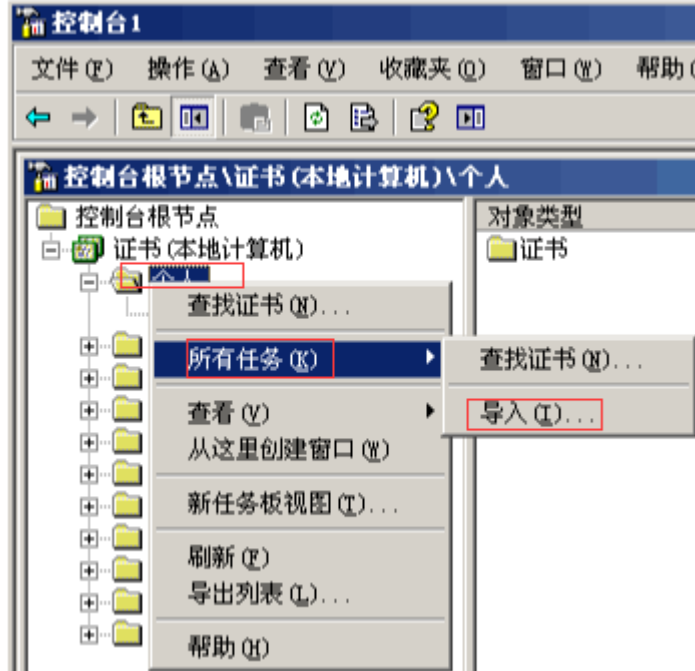 控制台1
文件(F) 操作(A) 查看(V) 收藏夹(O) 窗口(W) 帮助(
控制台根节点\证书(本地计算机)\个人
控制台根节点
对象类型
证书(本地计算机)
证书
个人
查找证书(N)...
所有任务(K)
查找证书(N)...
导入(I)...
查看(V)
从这里创建窗口(W)
新任务板视图(T)...
刷新(F)
导出列表(L)...
帮助(H)